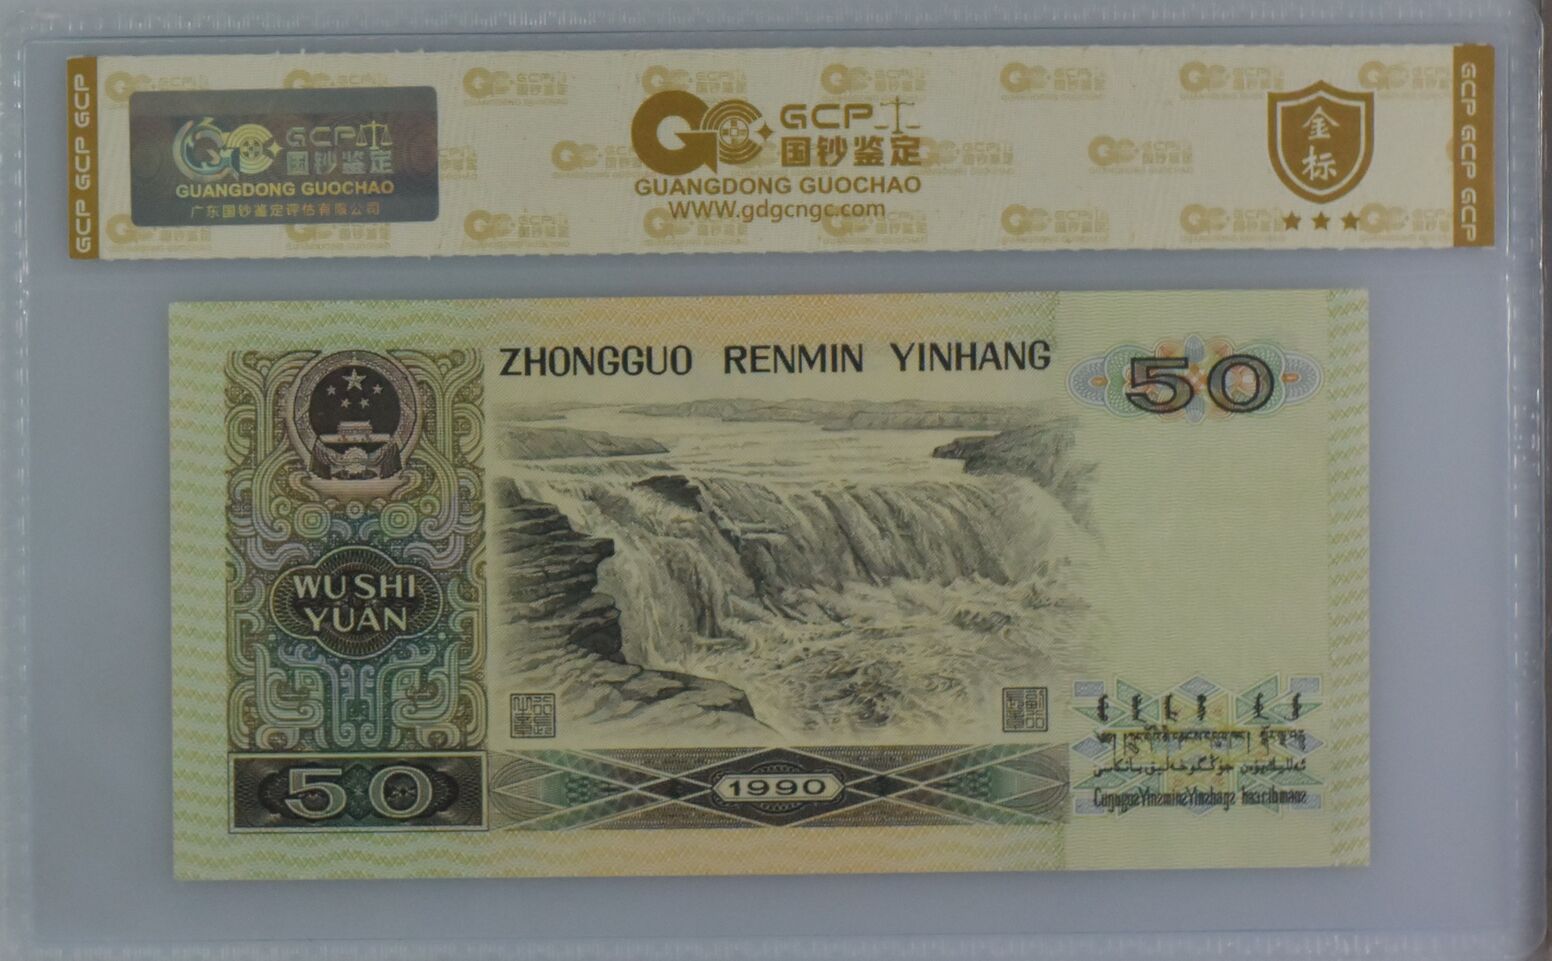 GCP GCP GCP
GCP
国钞鉴定
GUANGDONG GUOCHAO
广东国钞鉴定评估有限公司
GCP
国钞鉴定
GUANGDONG GUOCHAO
WWW.gdgcngc.com
金标
GCP GCP GCP
ZHONGGUO RENMIN YINHANG
50
WU SHI
YUAN
50
1990